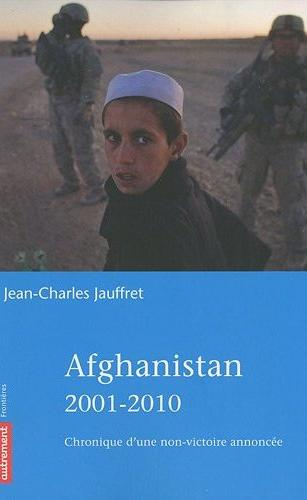 Jean-Charles Jauffret
Afghanistan
2001-2010
Chronique d'une non-victoire annoncée
autrement
Frontières